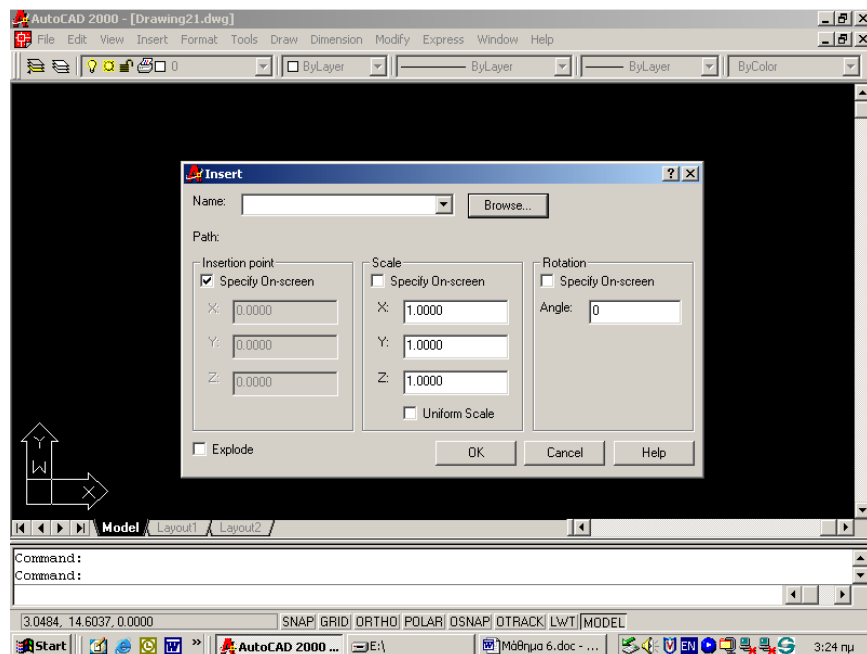 AutoCAD 2000 - [Drawing21.dwg]
File Edit View Insert Format Tools Draw Dimension Modify Express Window Help
0 ByLayer ByLayer ByLayer ByColor
Insert
Name: Browse...
Path:
Insertion point Scale Rotation
Specify On-screen Specify On-screen Specify On-screen
X: 0.0000 X: 1.0000 Angle: 0
Y: 0.0000 Y: 1.0000
Z: 0.0000 Z: 1.0000
Uniform Scale
Explode OK Cancel Help
Y
W
X
Model Layout1 Layout2
Command:
Command:
3.0484, 14.6037, 0.0000 SNAP GRID ORTHO POLAR OSNAP OTRACK LWT MODEL
Start » AutoCAD 2000 ... E:\ Μάθημα 6.doc - ... EN 3:24 πμ